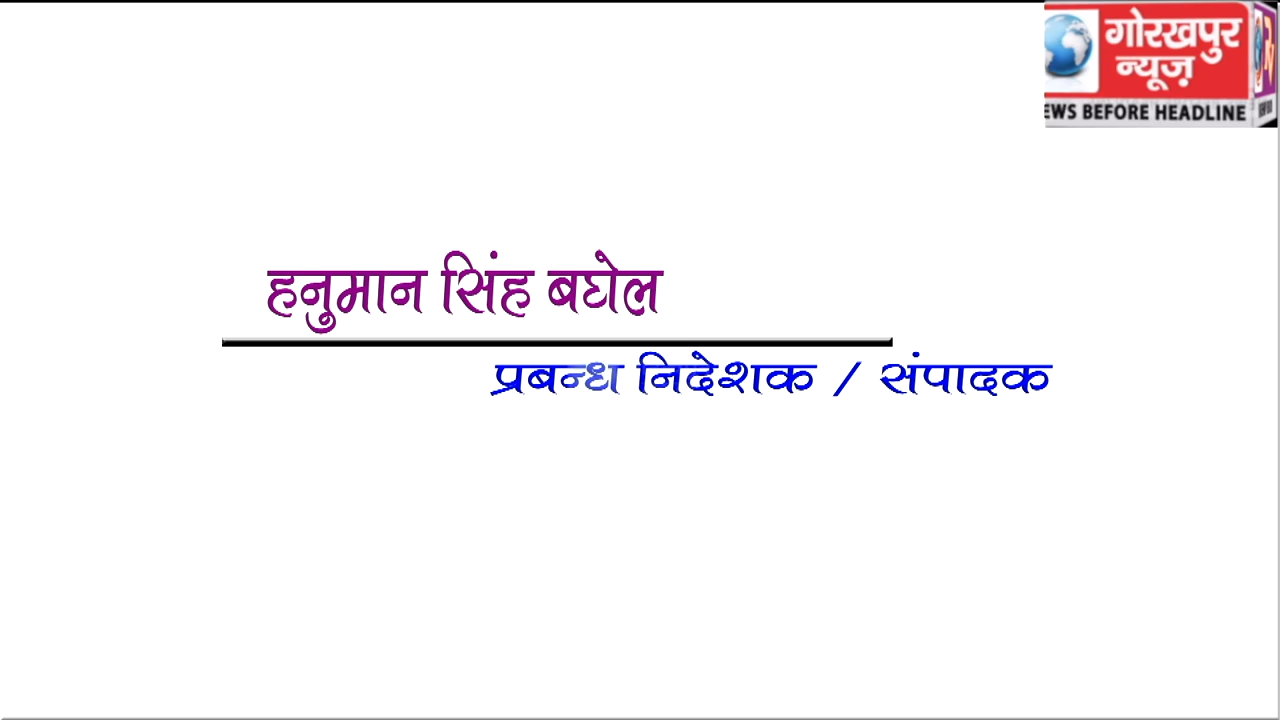 गोरखपुर
न्यूज़
EWS BEFORE HEADLINE
हनुमान सिंह बघेल
प्रबन्ध निदेशक / संपादक